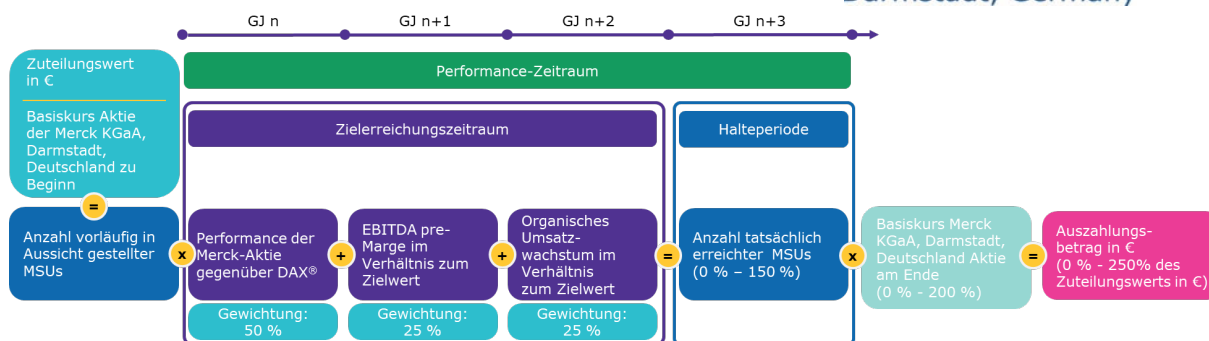 Darmstadt, Germany
GJ n
GJ n+1
GJ n+2
GJ n+3
Zuteilungswert
in €
Basiskurs Aktie
der Merck KGaA,
Darmstadt,
Deutschland zu
Beginn
=
Anzahl vorläufig in
Aussicht gestellter
MSUs
Performance-Zeitraum
Zielerreichungszeitraum
Halteperiode
x
Performance der
Merck-Aktie
gegenüber DAX®
+
EBITDA pre-
Marge im
Verhältnis zum
Zielwert
+
Organisches
Umsatz-
wachstum im
Verhältnis
zum Zielwert
=
Anzahl tatsächlich
erreichter MSUs
(0 % – 150 %)
x
Basiskurs Merck
KGaA, Darmstadt,
Deutschland Aktie
am Ende
(0 % - 200 %)
=
Auszahlungs-
betrag in €
(0 % - 250% des
Zuteilungswerts in €)
Gewichtung:
50 %
Gewichtung:
25 %
Gewichtung:
25 %